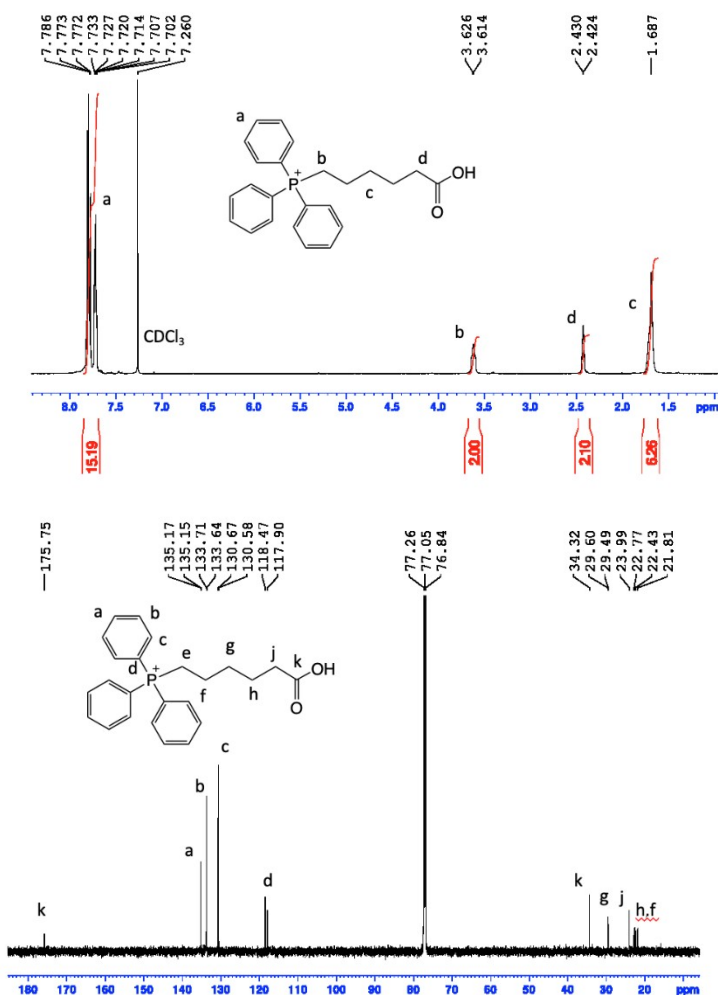 7.786
7.773
7.772
7.733
7.727
7.720
7.714
7.707
7.702
7.260
3.626
3.614
2.430
2.424
1.687
a
b
d
c
OH
P
+
O
a
CDCl3
b
d
c
8.0 7.5 7.0 6.5 6.0 5.5 5.0 4.5 4.0 3.5 3.0 2.5 2.0 1.5 ppm
15.19
2.00
2.10
6.26
175.75
135.17
135.15
133.71
133.64
130.67
130.58
118.47
117.90
77.26
77.05
76.84
34.32
29.60
29.49
23.99
22.77
22.43
21.81
a
b
c
d
e
f
g
h
j
k
OH
P
+
O
k
a
b
c
d
k
g
j
h,f
180 170 160 150 140 130 120 110 100 90 80 70 60 50 40 30 20 ppm